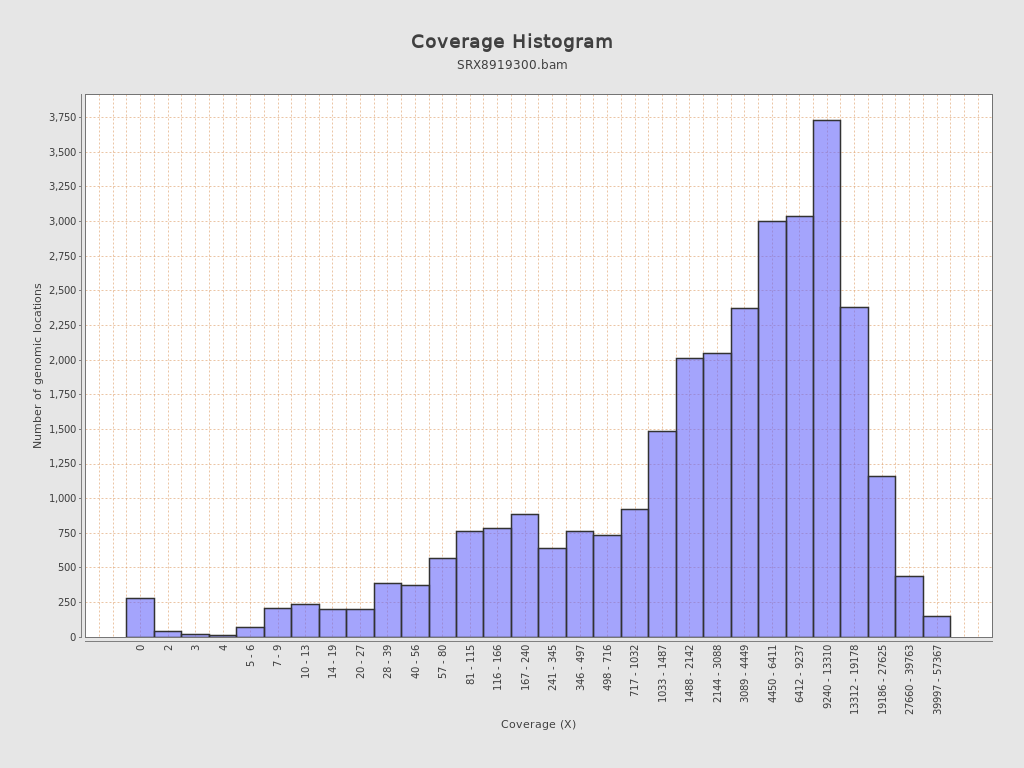 Coverage Histogram
SRX8919300.bam
Number of genomic locations
3,750
3,500
3,250
3,000
2,750
2,500
2,250
2,000
1,750
1,500
1,250
1,000
750
500
250
0
0
2
3
4
5 - 6
7 - 9
10 - 13
14 - 19
20 - 27
28 - 39
40 - 56
57 - 80
81 - 115
116 - 166
167 - 240
241 - 345
346 - 497
498 - 716
717 - 1032
1033 - 1487
1488 - 2142
2144 - 3088
3089 - 4449
4450 - 6411
6412 - 9237
9240 - 13310
13312 - 19178
19186 - 27625
27660 - 39763
39997 - 57367
Coverage (X)